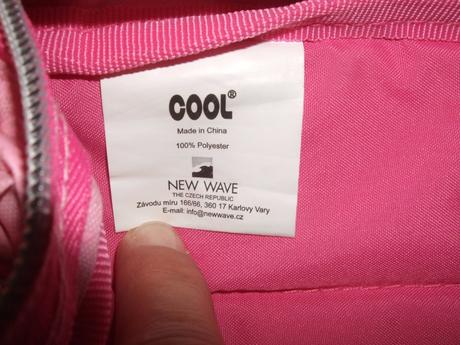 COOL®
Made in China
100% Polyester
NEW WAVE
THE CZECH REPUBLIC
Závodu míru 166/66, 360 17 Karlovy Vary
E-mail: info@newwave.cz